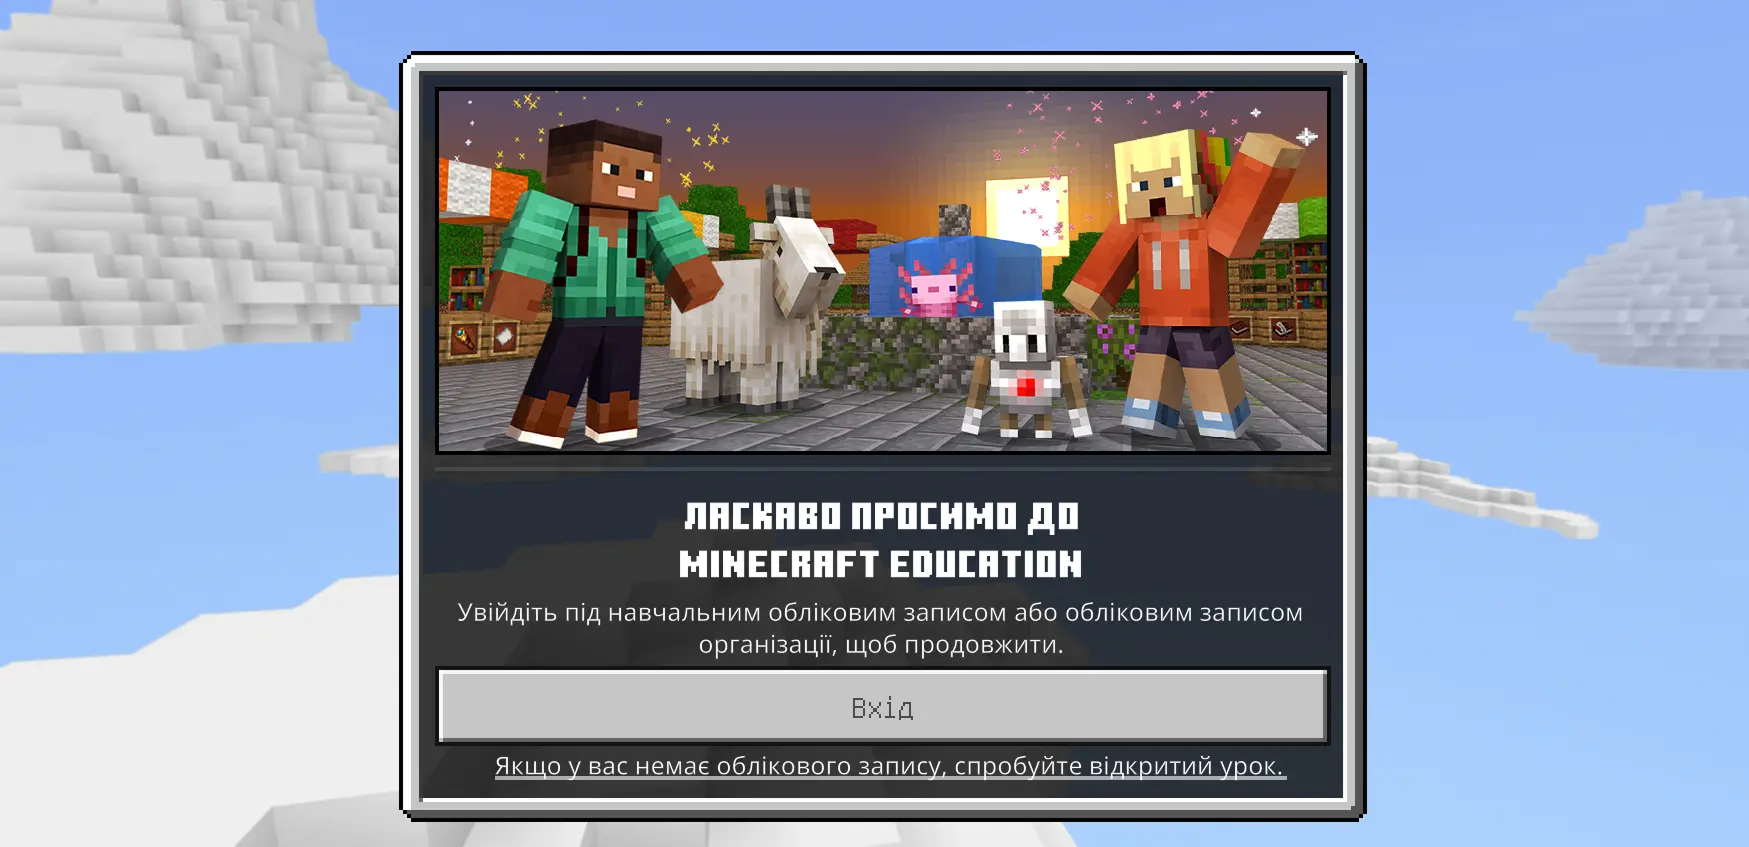 ЛАСКАВО ПРОСИМО ДО
MINECRAFT EDUCATION
Увійдіть під навчальним обліковим записом або обліковим записом
організації, щоб продовжити.
Вхід
Якщо у вас немає облікового запису, спробуйте відкритий урок.